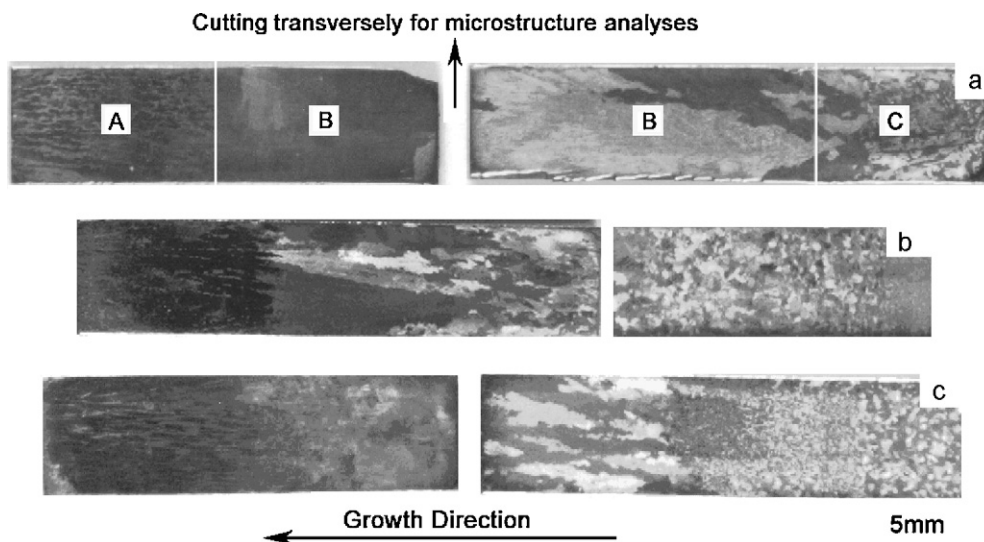 Cutting transversely for microstructure analyses
a
A
B
B
C
b
c
Growth Direction
5mm